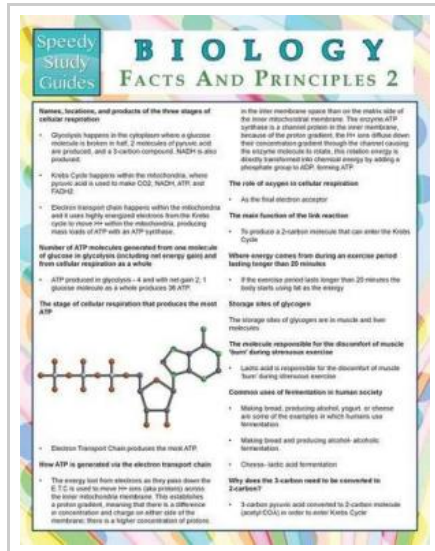 Speedy
Study
Guides
BIOLOGY
FACTS AND PRINCIPLES 2
Names, locations, and products of the three stages of
cellular respiration
• Glycolysis happens in the cytoplasm where a glucose
molecule is broken in half, 2 molecules of pyruvic acid
are produced, and a 3-carbon compound, NADH is also
produced.
• Krebs Cycle happens within the mitochondria, where
pyruvic acid is used to make CO2, NADH, ATP, and
FADH2.
• Electron transport chain happens within the mitochondria
and it uses highly energized electrons from the Krebs
cycle to move H+ within the mitochondria, producing
mass loads of ATP with an ATP synthase.
Number of ATP molecules generated from one molecule
of glucose in glycolysis (including net energy gain) and
from cellular respiration as a whole
• ATP produced in glycolysis - 4 and with net gain 2; 1
glucose molecule as a whole produces 36 ATP.
The stage of cellular respiration that produces the most
ATP
• Electron Transport Chain produces the most ATP.
How ATP is generated via the electron transport chain
• The energy lost from electrons as they pass down the
E.T.C is used to move H+ ions (aka protons) across
the inner mitochondria membrane. This establishes
a proton gradient, meaning that there is a difference
in concentration and charge on either side of the
membrane; there is a higher concentration of protons
in the inter membrane space than on the matrix side of
the inner mitochondrial membrane. The enzyme ATP
synthase is a channel protein in the inner membrane,
because of the proton gradient, the H+ ions diffuse down
their concentration gradient through the channel causing
the enzyme molecule to rotate, this rotation energy is
directly transformed into chemical energy by adding a
phosphate group to ADP, forming ATP.
The role of oxygen in cellular respiration
• As the final electron acceptor
The main function of the link reaction
• To produce a 2-carbon molecule that can enter the Krebs
Cycle
Where energy comes from during an exercise period
lasting longer than 20 minutes
• If the exercise period lasts longer than 20 minutes the
body starts using fat as the energy
Storage sites of glycogen
The storage sites of glycogen are in muscle and liver
molecules
The molecule responsible for the discomfort of muscle
'burn' during strenuous exercise
• Lactic acid is responsible for the discomfort of muscle
'burn' during strenuous exercise
Common uses of fermentation in human society
• Making bread, producing alcohol, yogurt, or cheese
are some of the examples in which humans use
fermentation.
• Making bread and producing alcohol- alcoholic
fermentation.
• Cheese- lactic acid fermentation
Why does the 3-carbon need to be converted to
2-carbon?
• 3-carbon pyruvic acid converted to 2-carbon molecule
(acetyl COA) in order to enter Krebs Cycle